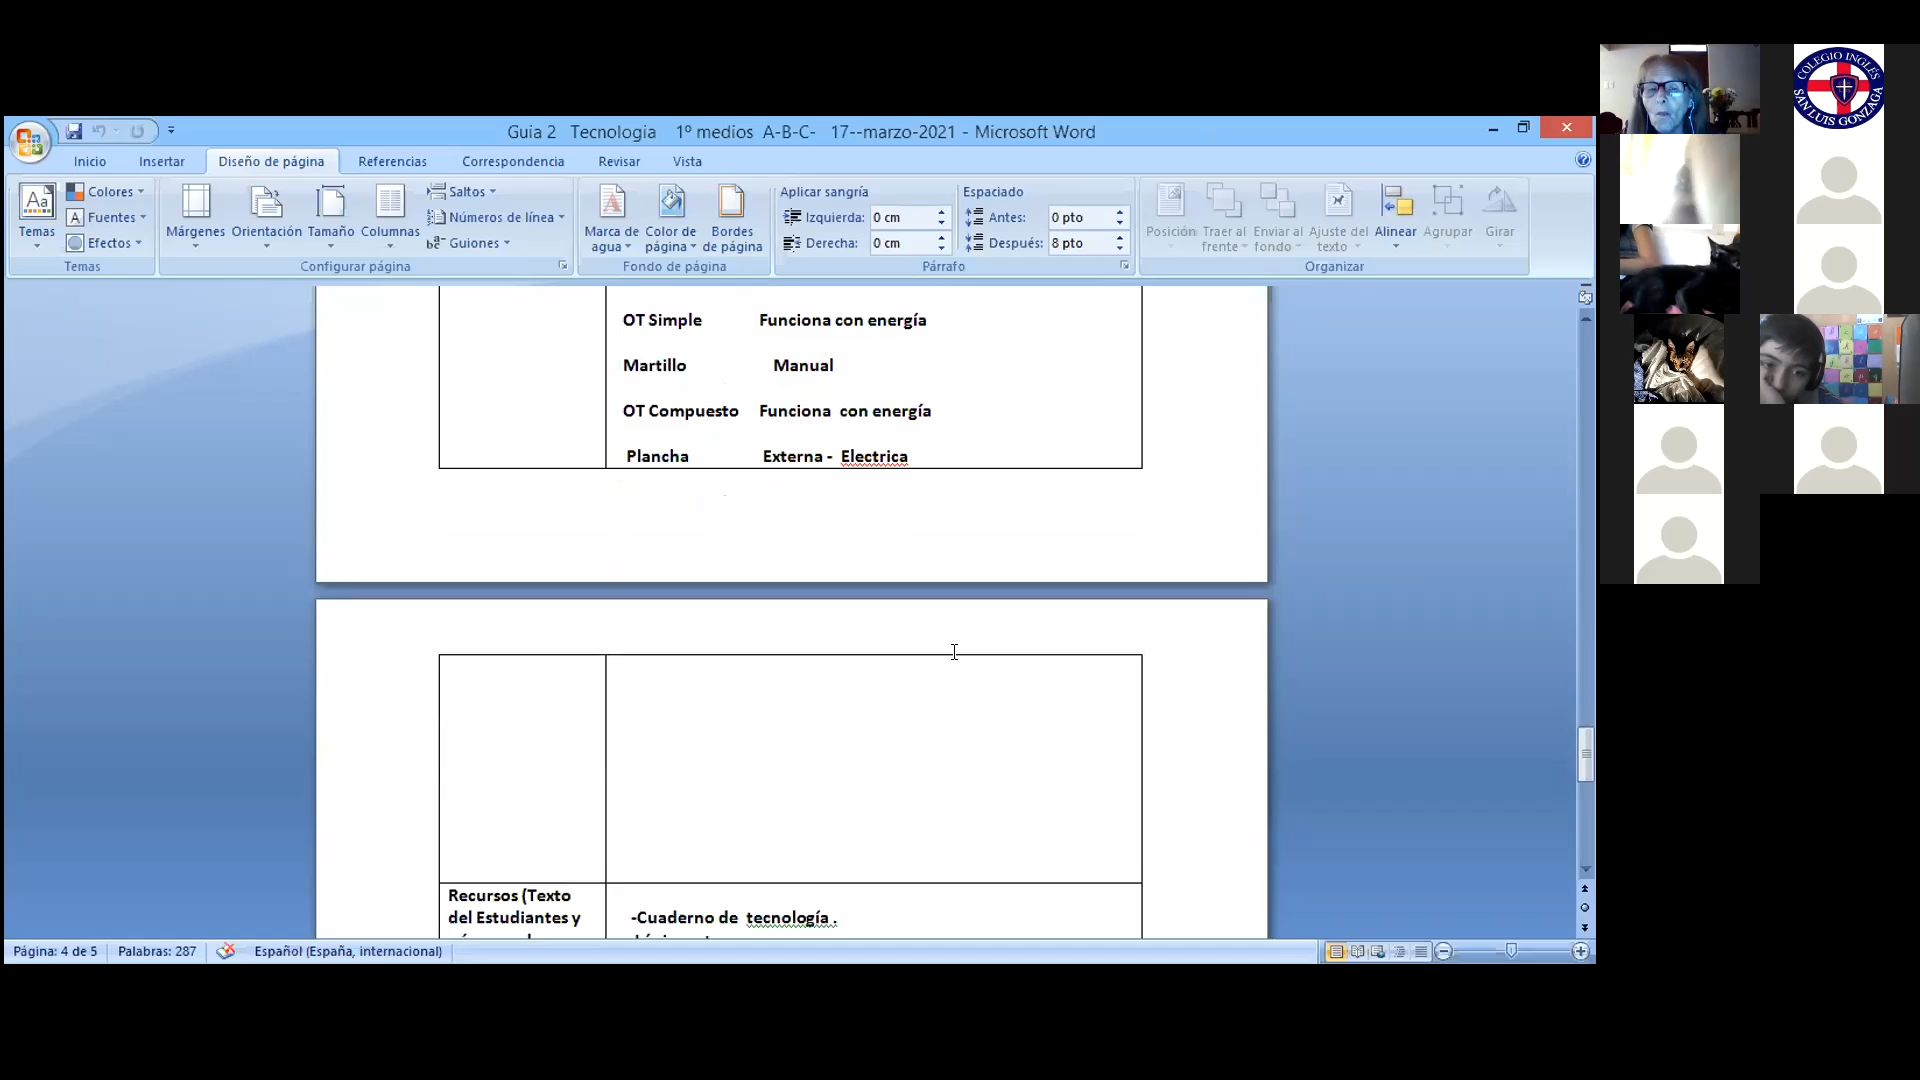 Guia 2 Tecnologia 1º medios A-B-C- 17--marzo-2021 - Microsoft Word
Inicio Insertar Diseño de página Referencias Correspondencia Revisar Vista
Temas
Colores
Fuentes
Efectos
Temas
Márgenes
Orientación
Tamaño
Columnas
Saltos
Números de línea
Guiones
Configurar página
Marca de agua
Color de página
Bordes de página
Fondo de página
Aplicar sangría
Izquierda: 0 cm
Derecha: 0 cm
Espaciado
Antes: 0 pto
Después: 8 pto
Párrafo
Posición
Traer al frente
Enviar al fondo
Ajuste del texto
Alinear
Agrupar
Girar
Organizar
OT Simple Funciona con energía
Martillo Manual
OT Compuesto Funciona con energía
Plancha Externa - Electrica
Recursos (Texto
del Estudiantes y
-Cuaderno de tecnología .
Página: 4 de 5 Palabras: 287 Español (España, internacional)
COLEGIO INGLÉS
SAN LUIS GONZAGA